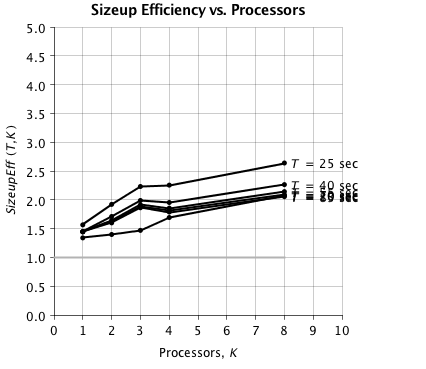 Sizeup Efficiency vs. Processors
5.0
4.5
4.0
3.5
3.0
2.5
2.0
1.5
1.0
0.5
0.0
SizeupEff (T,K)
T = 25 sec
T = 40 sec
0 1 2 3 4 5 6 7 8 9 10
Processors, K